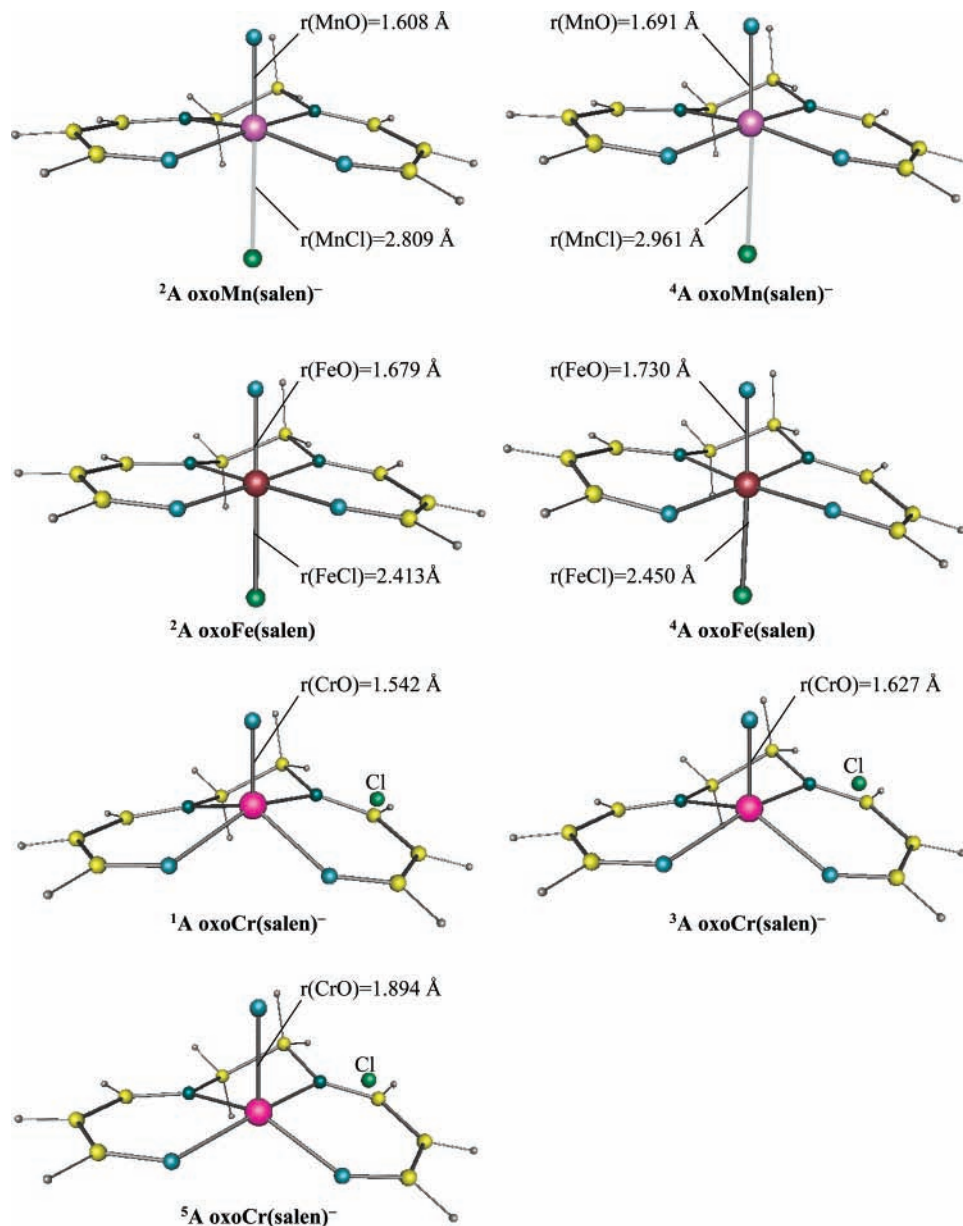 r(MnO)=1.608 Å
r(MnCl)=2.809 Å
²A oxoMn(salen)⁻
r(MnO)=1.691 Å
r(MnCl)=2.961 Å
⁴A oxoMn(salen)⁻
r(FeO)=1.679 Å
r(FeCl)=2.413Å
²A oxoFe(salen)
r(FeO)=1.730 Å
r(FeCl)=2.450 Å
⁴A oxoFe(salen)
r(CrO)=1.542 Å
Cl
¹A oxoCr(salen)⁻
r(CrO)=1.627 Å
Cl
³A oxoCr(salen)⁻
r(CrO)=1.894 Å
Cl
⁵A oxoCr(salen)⁻